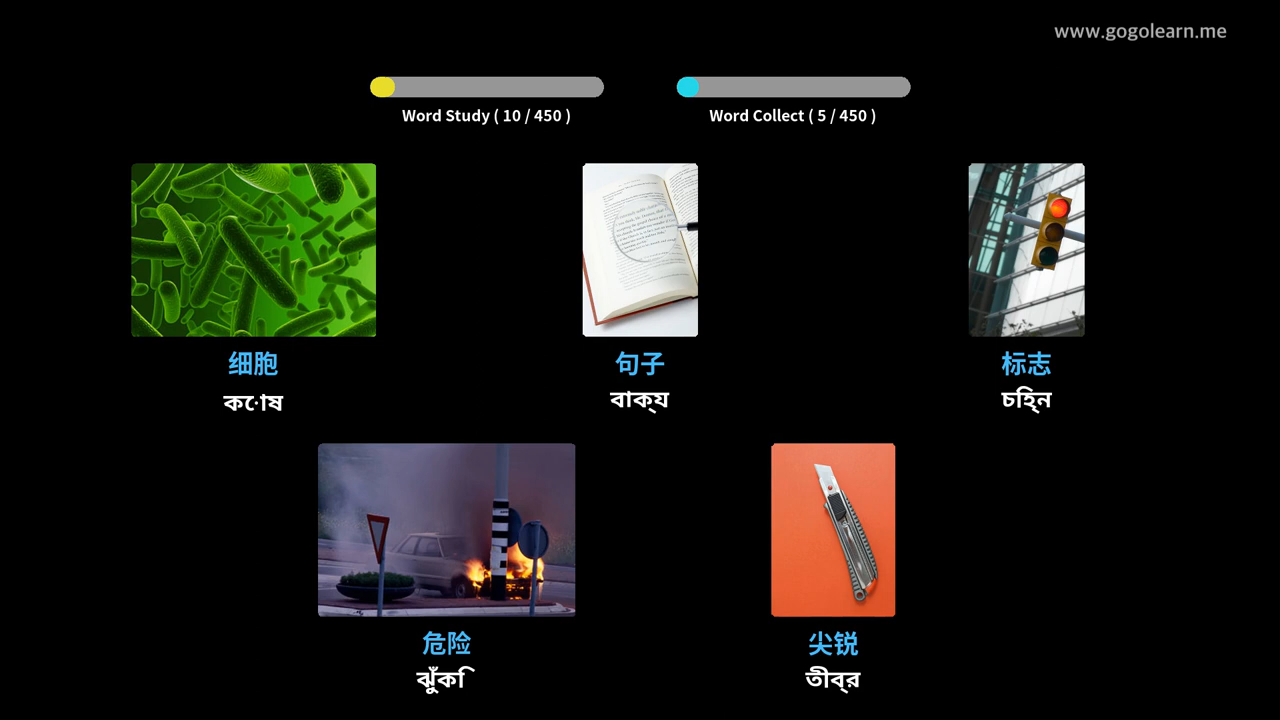 www.gogolearn.me
Word Study ( 10 / 450 )
Word Collect ( 5 / 450 )
细胞
কোষ
句子
বাক্য
标志
চিহ্ন
危险
ঝুঁকি
尖锐
তীব্র